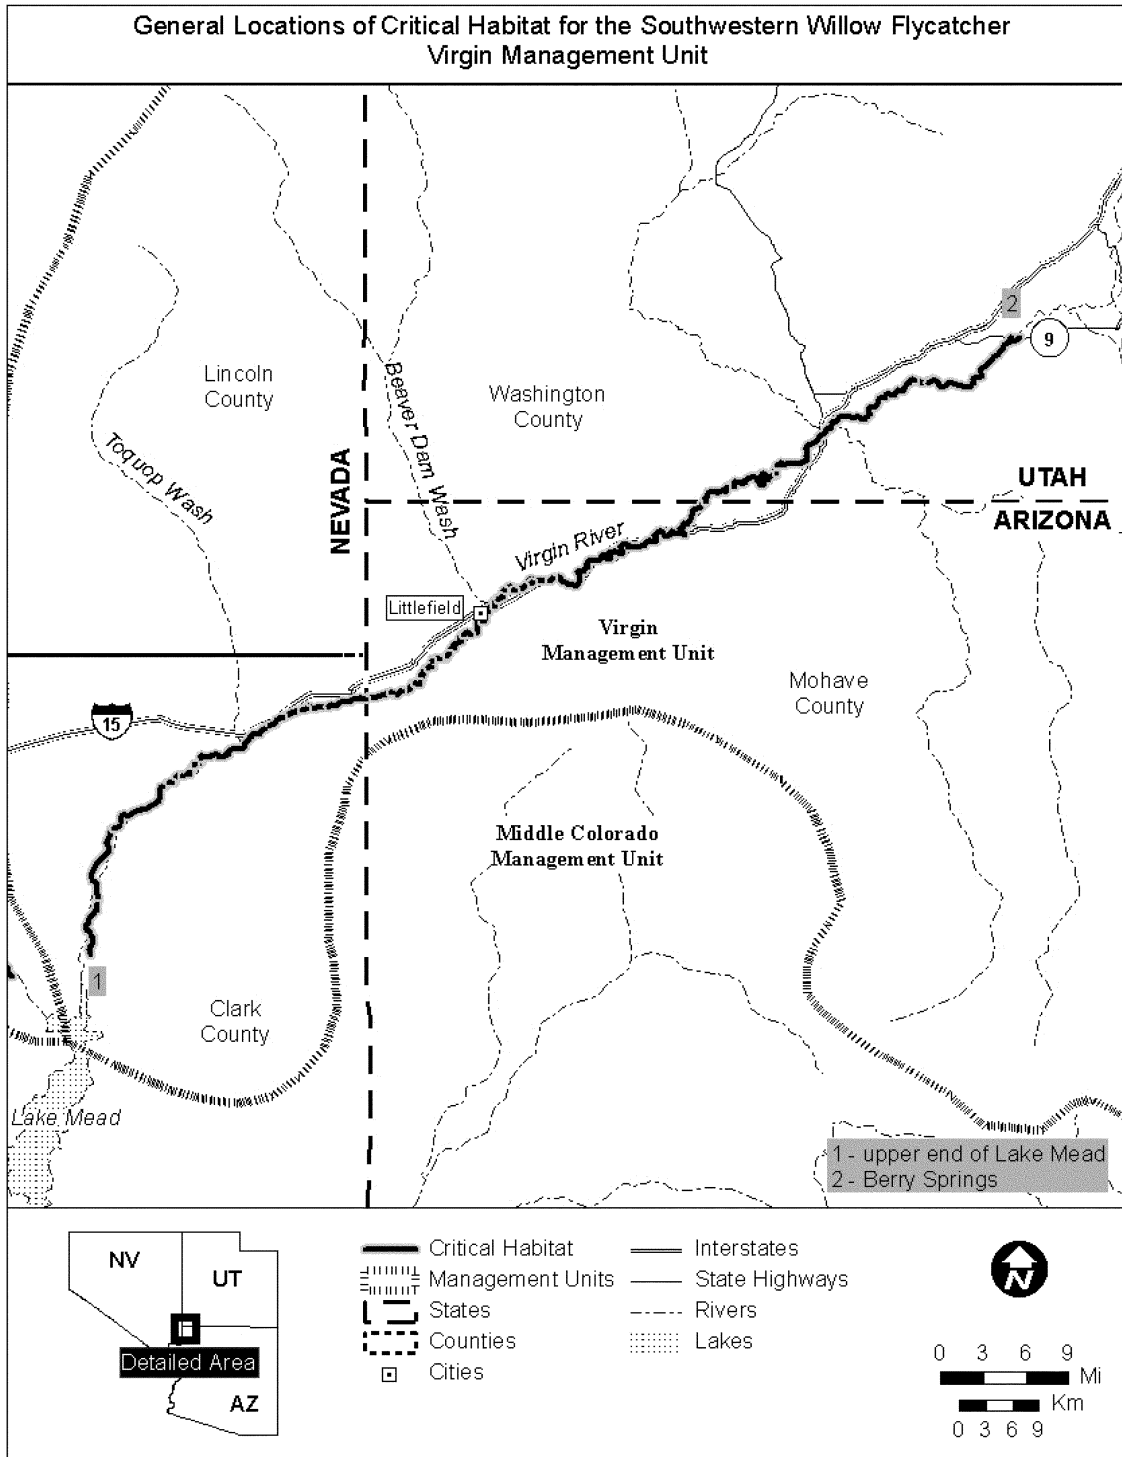 General Locations of Critical Habitat for the Southwestern Willow Flycatcher
Virgin Management Unit
2
9
Lincoln
County
Beaver Dam Wash
Washington
County
Toquop Wash
NEVADA
UTAH
ARIZONA
Virgin River
Littlefield
Virgin
Management Unit
Mohave
County
15
Middle Colorado
Management Unit
1
Clark
County
Lake Mead
1 - upper end of Lake Mead
2 - Berry Springs
NV
UT
Detailed Area
AZ
Critical Habitat
Management Units
States
Counties
Cities
Interstates
State Highways
Rivers
Lakes
N
0 3 6 9
Mi
Km
0 3 6 9